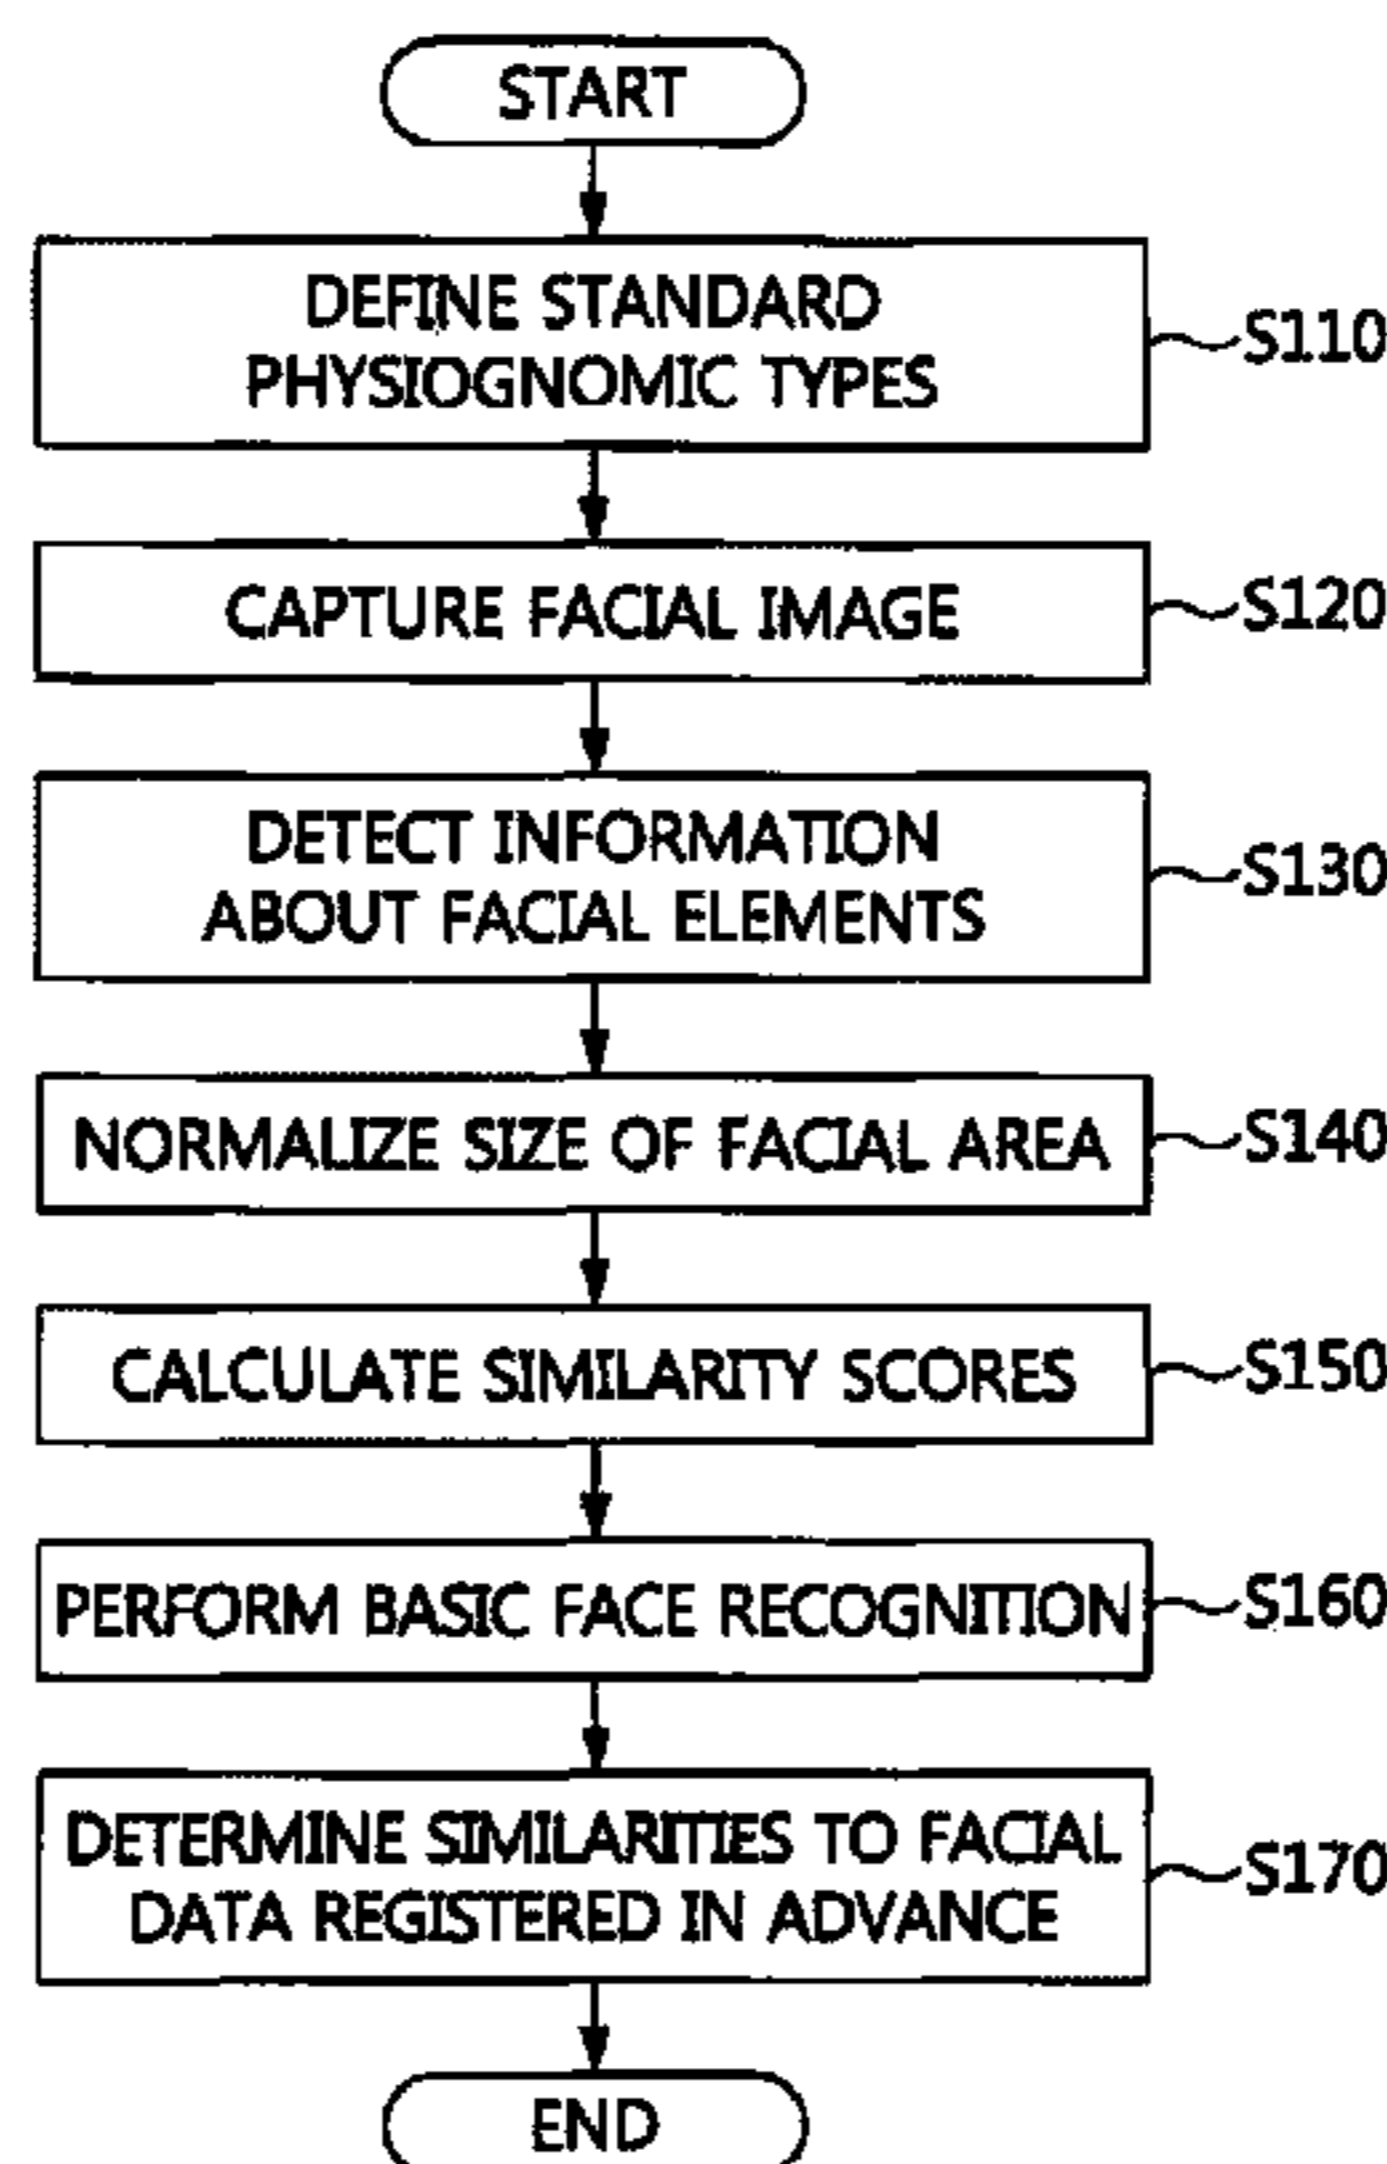 START
DEFINE STANDARD
PHYSIOGNOMIC TYPES
S110
CAPTURE FACIAL IMAGE
S120
DETECT INFORMATION
ABOUT FACIAL ELEMENTS
S130
NORMALIZE SIZE OF FACIAL AREA
S140
CALCULATE SIMILARITY SCORES
S150
PERFORM BASIC FACE RECOGNITION
S160
DETERMINE SIMILARITIES TO FACIAL
DATA REGISTERED IN ADVANCE
S170
END